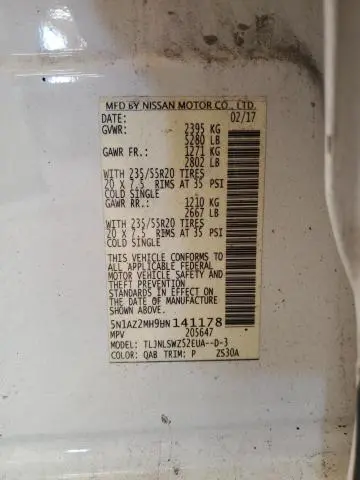 MFD BY NISSAN MOTOR CO., LTD.
DATE: 02/17
GVWR: 2395 KG
5280 LB
GAWR FR.: 1271 KG
2802 LB
WITH 235/55R20 TIRES
20 X 7.5 RIMS AT 35 PSI
COLD SINGLE
GAWR RR.: 1210 KG
2667 LB
WITH 235/55R20 TIRES
20 X 7.5 RIMS AT 35 PSI
COLD SINGLE
THIS VEHICLE CONFORMS TO
ALL APPLICABLE FEDERAL
MOTOR VEHICLE SAFETY AND
THEFT PREVENTION
STANDARDS IN EFFECT ON
THE DATE OF MANUFACTURE
SHOWN ABOVE.
5N1AZ2MH9HN141178
MPV 205647
MODEL: TLJNLSWZ52EUA--D-3
COLOR: QAB TRIM: P ZS30A